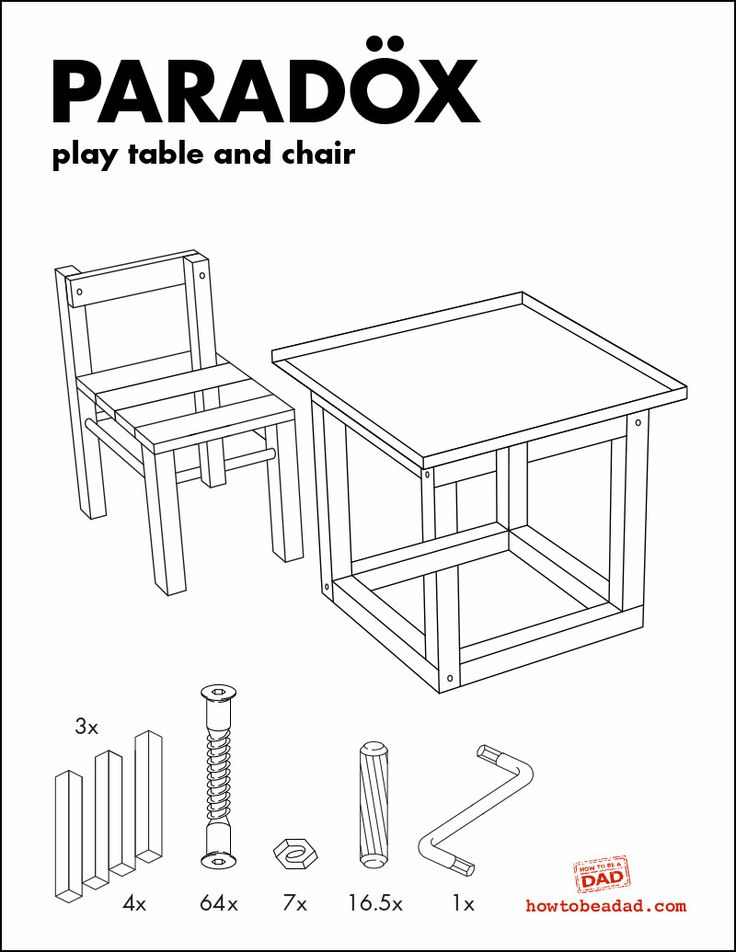 PARADÖX
play table and chair
3x
4x 64x 7x 16.5x 1x
HOW TO BE A
DAD
howtobeadad.com